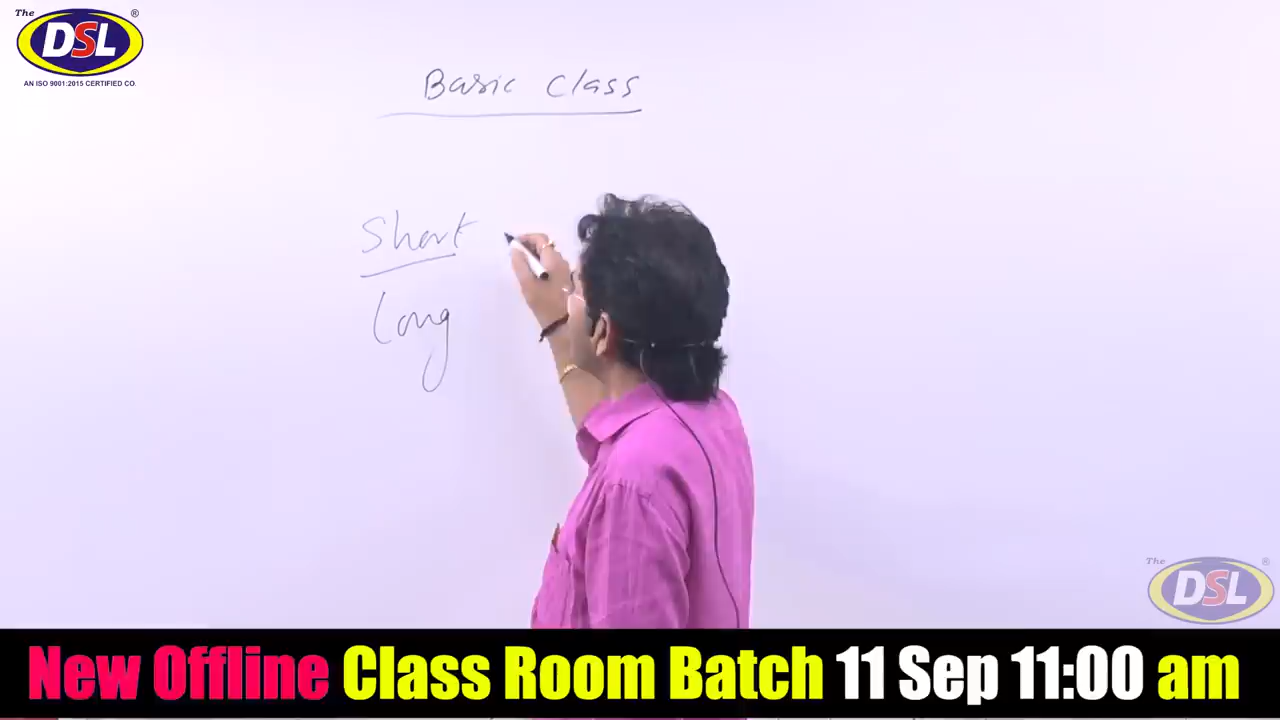 The DSL ®
AN ISO 9001:2015 CERTIFIED CO.
Basic Class
Short
Long
The DSL ®
New Offline Class Room Batch 11 Sep 11:00 am